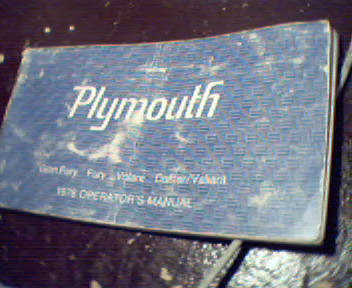 Plymouth
Gran Fury Fury Volare Duster/Valiant
1976 OPERATOR'S MANUAL